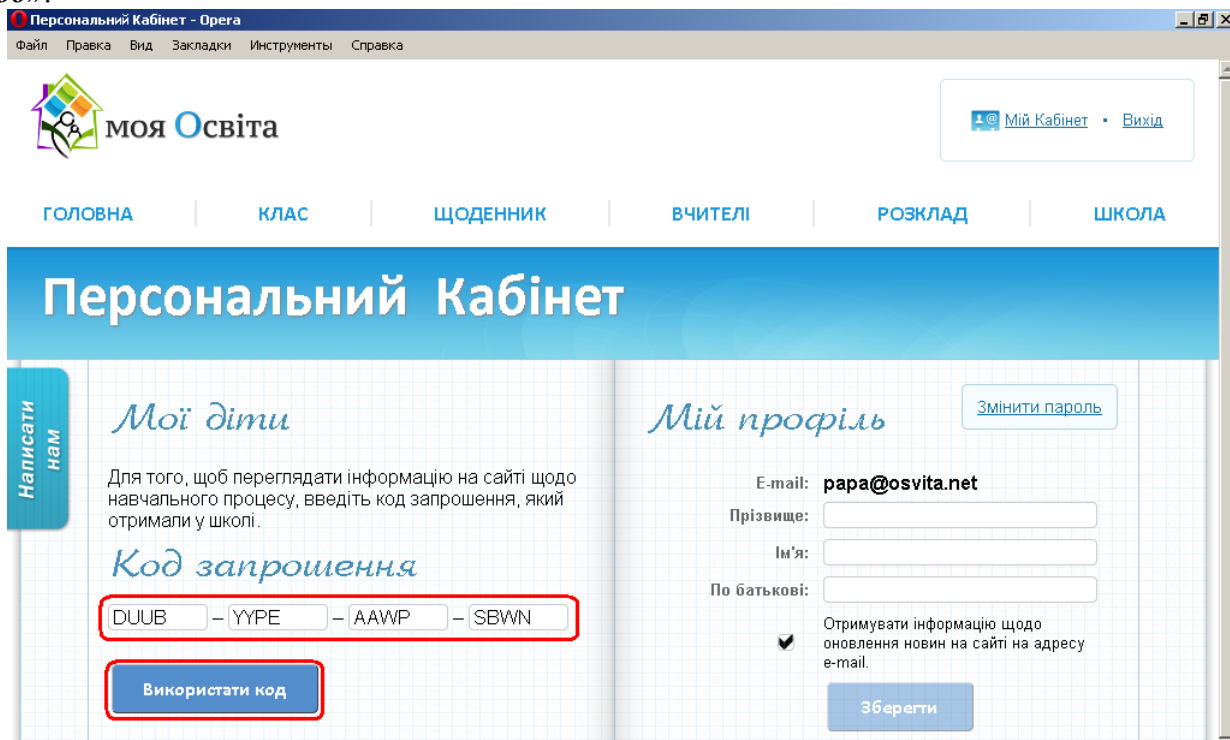 Персональний Кабінет - Opera
Файл Правка Вид Закладки Инструменты Справка
моя Освіта
Мій Кабінет • Вихід
ГОЛОВНА КЛАС ЩОДЕННИК ВЧИТЕЛІ РОЗКЛАД ШКОЛА
Персональний Кабінет
Написати
нам
Мої діти
Для того, щоб переглядати інформацію на сайті щодо
навчального процесу, введіть код запрошення, який
отримали у школі.
Код запрошення
DUUB – YYPE – AAWP – SBWN
Використати код
Мій профіль
Змінити пароль
E-mail: papa@osvita.net
Прізвище:
Ім'я:
По батькові:
Отримувати інформацію щодо
оновлення новин на сайті на адресу
e-mail.
Зберегти